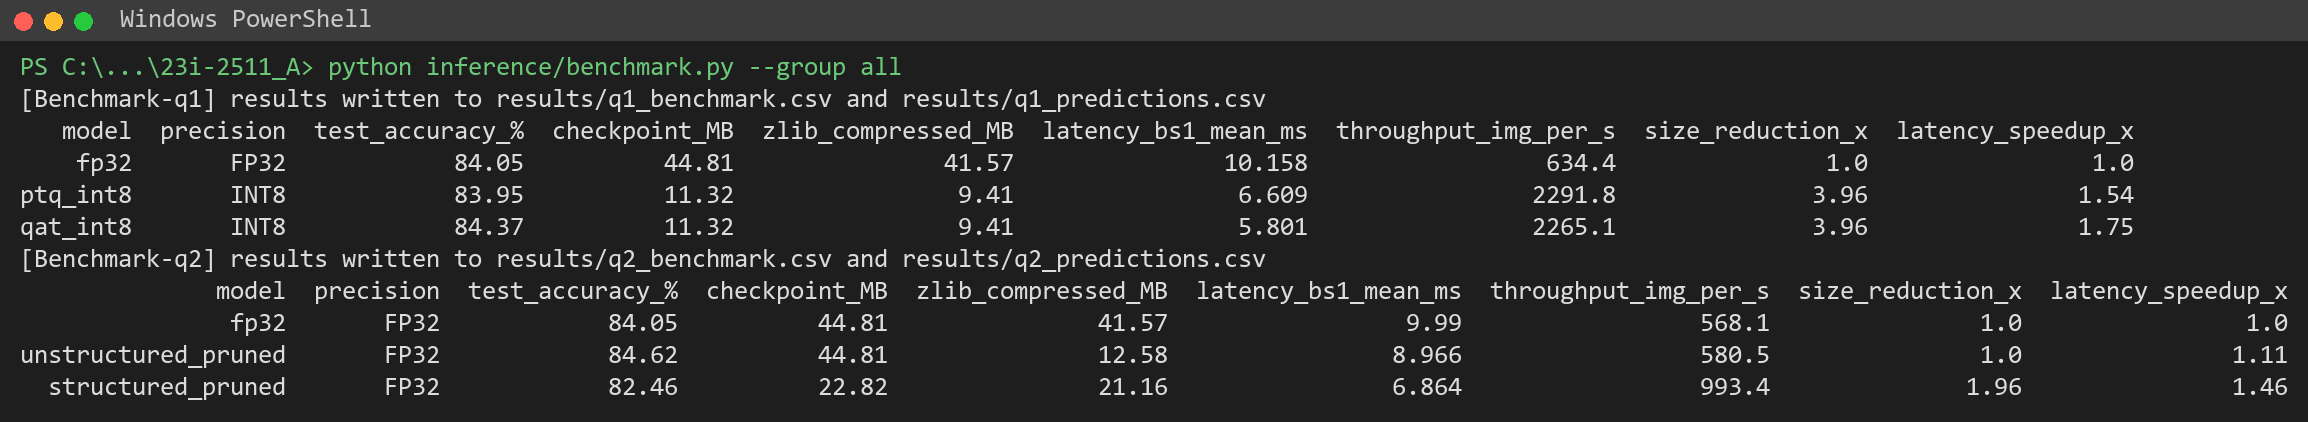 Windows PowerShell
PS C:\...\23i-2511_A> python inference/benchmark.py --group all
[Benchmark-q1] results written to results/q1_benchmark.csv and results/q1_predictions.csv
model precision test_accuracy_% checkpoint_MB zlib_compressed_MB latency_bs1_mean_ms throughput_img_per_s size_reduction_x latency_speedup_x
fp32 FP32 84.05 44.81 41.57 10.158 634.4 1.0 1.0
ptq_int8 INT8 83.95 11.32 9.41 6.609 2291.8 3.96 1.54
qat_int8 INT8 84.37 11.32 9.41 5.801 2265.1 3.96 1.75
[Benchmark-q2] results written to results/q2_benchmark.csv and results/q2_predictions.csv
model precision test_accuracy_% checkpoint_MB zlib_compressed_MB latency_bs1_mean_ms throughput_img_per_s size_reduction_x latency_speedup_x
fp32 FP32 84.05 44.81 41.57 9.99 568.1 1.0 1.0
unstructured_pruned FP32 84.62 44.81 12.58 8.966 580.5 1.0 1.11
structured_pruned FP32 82.46 22.82 21.16 6.864 993.4 1.96 1.46